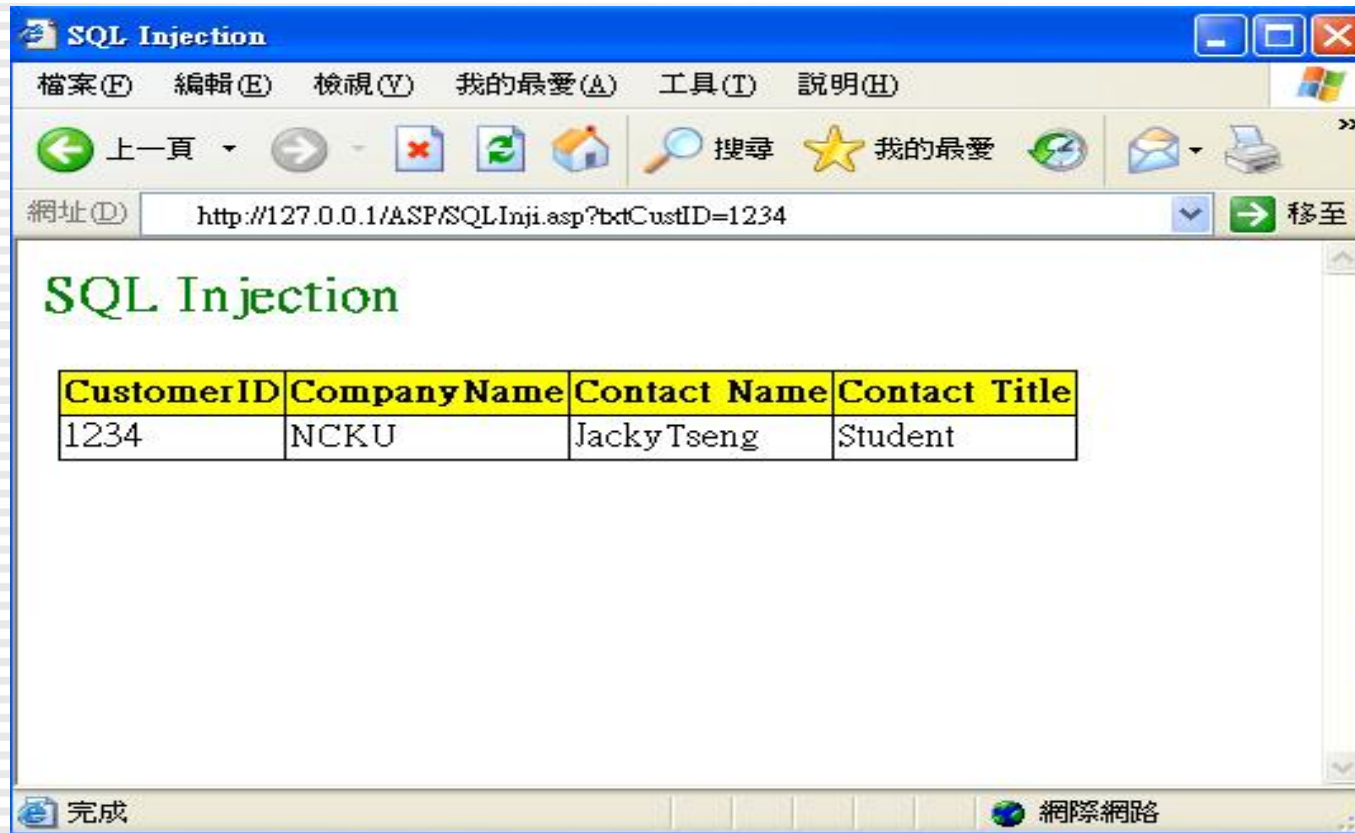 SQL Injection
檔案(F) 編輯(E) 檢視(V) 我的最愛(A) 工具(T) 說明(H)
上一頁 搜尋 我的最愛 »
網址(D) http://127.0.0.1/ASP/SQLInji.asp?txtCustID=1234 移至
SQL Injection
CustomerID CompanyName Contact Name Contact Title
1234 NCKU JackyTseng Student
完成 網際網路